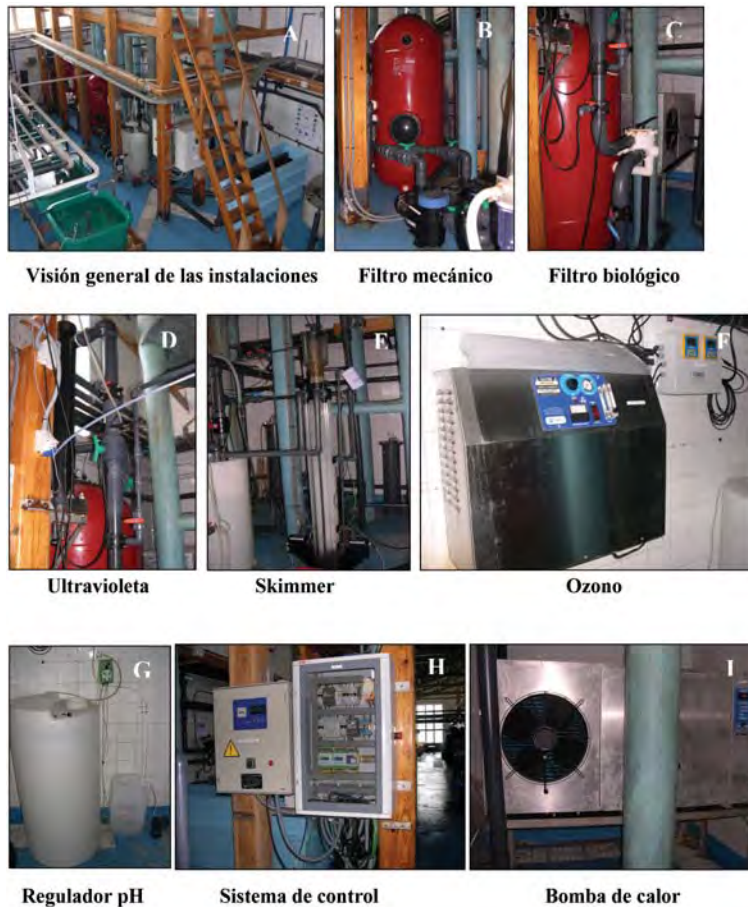 A
B
C
Visión general de las instalaciones
Filtro mecánico
Filtro biológico
D
E
F
Ultravioleta
Skimmer
Ozono
G
H
I
Regulador pH
Sistema de control
Bomba de calor